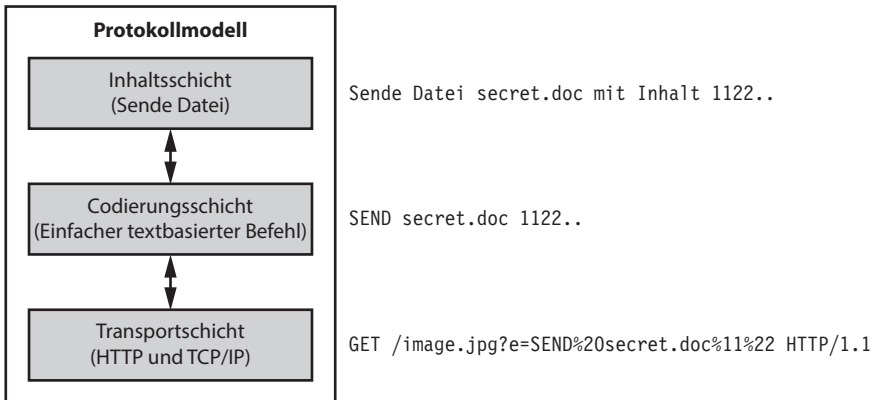 Protokollmodell
Inhaltsschicht
(Sende Datei)
Sende Datei secret.doc mit Inhalt 1122..
Codierungsschicht
(Einfacher textbasierter Befehl)
SEND secret.doc 1122..
Transportschicht
(HTTP und TCP/IP)
GET /image.jpg?e=SEND%20secret.doc%11%22 HTTP/1.1